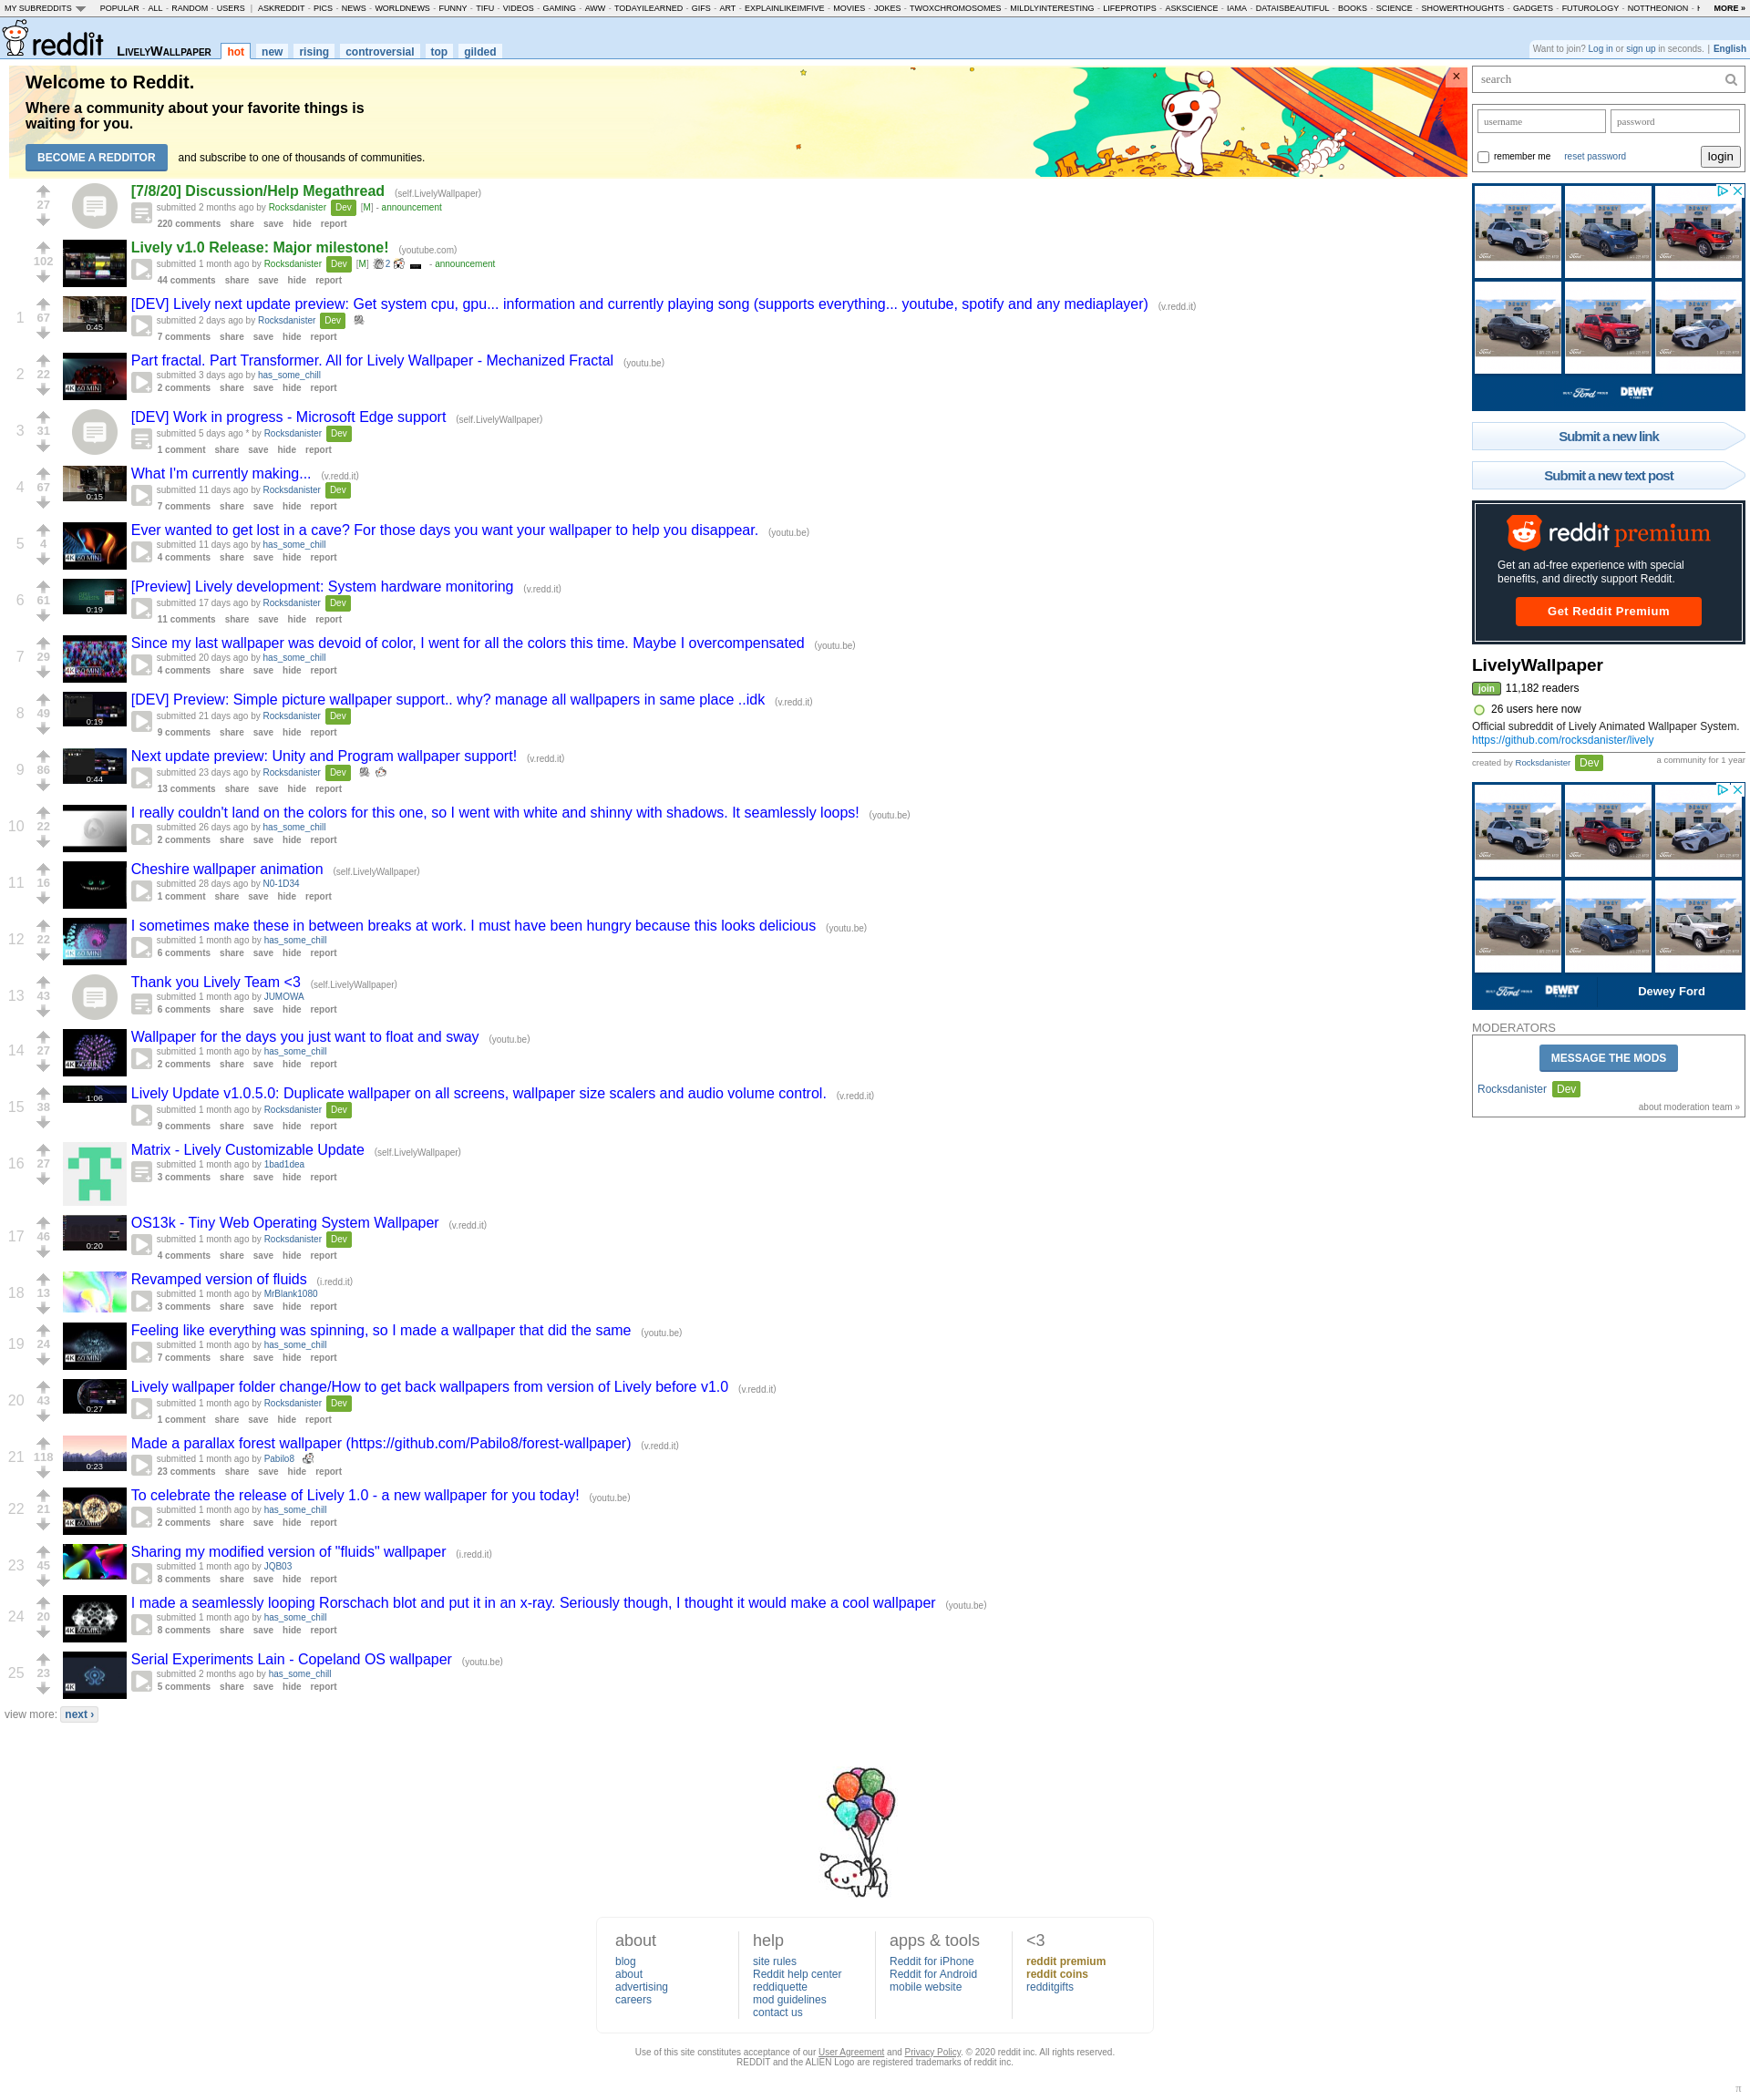 MY SUBREDDITS POPULAR - ALL - RANDOM - USERS | ASKREDDIT - PICS - NEWS - WORLDNEWS - FUNNY - TIFU - VIDEOS - GAMING - AWW - TODAYILEARNED - GIFS - ART - EXPLAINLIKEIMFIVE - MOVIES - JOKES - TWOXCHROMOSOMES - MILDLYINTERESTING - LIFEPROTIPS - ASKSCIENCE - IAMA - DATAISBEAUTIFUL - BOOKS - SCIENCE - SHOWERTHOUGHTS - GADGETS - FUTUROLOGY - NOTTHEONION - MORE »
reddit LivelyWallpaper hot new rising controversial top gilded
Want to join? Log in or sign up in seconds. | English
Welcome to Reddit.
Where a community about your favorite things is
waiting for you.
BECOME A REDDITOR and subscribe to one of thousands of communities.
×
27
[7/8/20] Discussion/Help Megathread (self.LivelyWallpaper)
submitted 2 months ago by Rocksdanister Dev [M] - announcement
220 comments share save hide report
102
Lively v1.0 Release: Major milestone! (youtube.com)
submitted 1 month ago by Rocksdanister Dev [M] 2 - announcement
44 comments share save hide report
1 67 0:45
[DEV] Lively next update preview: Get system cpu, gpu... information and currently playing song (supports everything... youtube, spotify and any mediaplayer) (v.redd.it)
submitted 2 days ago by Rocksdanister Dev
7 comments share save hide report
2 22 4K 60 MIN
Part fractal. Part Transformer. All for Lively Wallpaper - Mechanized Fractal (youtu.be)
submitted 3 days ago by has_some_chill
2 comments share save hide report
3 31
[DEV] Work in progress - Microsoft Edge support (self.LivelyWallpaper)
submitted 5 days ago * by Rocksdanister Dev
1 comment share save hide report
4 67 0:15
What I'm currently making... (v.redd.it)
submitted 11 days ago by Rocksdanister Dev
7 comments share save hide report
5 4 4K 60 MIN
Ever wanted to get lost in a cave? For those days you want your wallpaper to help you disappear. (youtu.be)
submitted 11 days ago by has_some_chill
4 comments share save hide report
6 61 0:19
[Preview] Lively development: System hardware monitoring (v.redd.it)
submitted 17 days ago by Rocksdanister Dev
11 comments share save hide report
7 29 4K 60 MIN
Since my last wallpaper was devoid of color, I went for all the colors this time. Maybe I overcompensated (youtu.be)
submitted 20 days ago by has_some_chill
4 comments share save hide report
8 49 0:19
[DEV] Preview: Simple picture wallpaper support.. why? manage all wallpapers in same place ..idk (v.redd.it)
submitted 21 days ago by Rocksdanister Dev
9 comments share save hide report
9 86 0:44
Next update preview: Unity and Program wallpaper support! (v.redd.it)
submitted 23 days ago by Rocksdanister Dev
13 comments share save hide report
10 22
I really couldn't land on the colors for this one, so I went with white and shinny with shadows. It seamlessly loops! (youtu.be)
submitted 26 days ago by has_some_chill
2 comments share save hide report
11 16
Cheshire wallpaper animation (self.LivelyWallpaper)
submitted 28 days ago by N0-1D34
1 comment share save hide report
12 22 4K 60 MIN
I sometimes make these in between breaks at work. I must have been hungry because this looks delicious (youtu.be)
submitted 1 month ago by has_some_chill
6 comments share save hide report
13 43
Thank you Lively Team <3 (self.LivelyWallpaper)
submitted 1 month ago by JUMOWA
6 comments share save hide report
14 27 4K 60 MIN
Wallpaper for the days you just want to float and sway (youtu.be)
submitted 1 month ago by has_some_chill
2 comments share save hide report
15 38 1:06
Lively Update v1.0.5.0: Duplicate wallpaper on all screens, wallpaper size scalers and audio volume control. (v.redd.it)
submitted 1 month ago by Rocksdanister Dev
9 comments share save hide report
16 27
Matrix - Lively Customizable Update (self.LivelyWallpaper)
submitted 1 month ago by 1bad1dea
3 comments share save hide report
17 46 0:20
OS13k - Tiny Web Operating System Wallpaper (v.redd.it)
submitted 1 month ago by Rocksdanister Dev
4 comments share save hide report
18 13
Revamped version of fluids (i.redd.it)
submitted 1 month ago by MrBlank1080
3 comments share save hide report
19 24 4K 60 MIN
Feeling like everything was spinning, so I made a wallpaper that did the same (youtu.be)
submitted 1 month ago by has_some_chill
7 comments share save hide report
20 43 0:27
Lively wallpaper folder change/How to get back wallpapers from version of Lively before v1.0 (v.redd.it)
submitted 1 month ago by Rocksdanister Dev
1 comment share save hide report
21 118 0:23
Made a parallax forest wallpaper (https://github.com/Pabilo8/forest-wallpaper) (v.redd.it)
submitted 1 month ago by Pabilo8
23 comments share save hide report
22 21 4K 60 MIN
To celebrate the release of Lively 1.0 - a new wallpaper for you today! (youtu.be)
submitted 1 month ago by has_some_chill
2 comments share save hide report
23 45
Sharing my modified version of "fluids" wallpaper (i.redd.it)
submitted 1 month ago by JQB03
8 comments share save hide report
24 20 4K 60 MIN
I made a seamlessly looping Rorschach blot and put it in an x-ray. Seriously though, I thought it would make a cool wallpaper (youtu.be)
submitted 1 month ago by has_some_chill
8 comments share save hide report
25 23 4K
Serial Experiments Lain - Copeland OS wallpaper (youtu.be)
submitted 2 months ago by has_some_chill
5 comments share save hide report
view more: next ›
search
username password
remember me reset password login
Ford DEWEY
Submit a new link
Submit a new text post
reddit premium
Get an ad-free experience with special
benefits, and directly support Reddit.
Get Reddit Premium
LivelyWallpaper
join 11,182 readers
26 users here now
Official subreddit of Lively Animated Wallpaper System.
https://github.com/rocksdanister/lively
created by Rocksdanister Dev a community for 1 year
Ford DEWEY Dewey Ford
MODERATORS
MESSAGE THE MODS
Rocksdanister Dev
about moderation team »
about
blog
about
advertising
careers
help
site rules
Reddit help center
reddiquette
mod guidelines
contact us
apps & tools
Reddit for iPhone
Reddit for Android
mobile website
<3
reddit premium
reddit coins
redditgifts
Use of this site constitutes acceptance of our User Agreement and Privacy Policy. © 2020 reddit inc. All rights reserved.
REDDIT and the ALIEN Logo are registered trademarks of reddit inc.
π